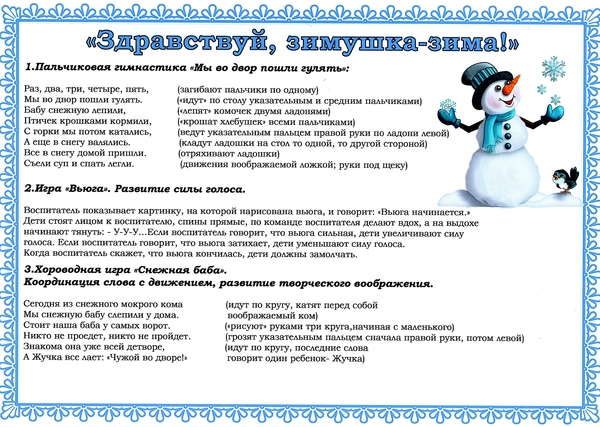 «Здравствуй, зимушка-зима!»
1.Пальчиковая гимнастика «Мы во двор пошли гулять»:
Раз, два, три, четыре, пять, (загибают пальчики по одному)
Мы во двор пошли гулять. («идут» по столу указательным и средним пальчиками)
Бабу снежную лепили, («лепят» комочек двумя ладонями)
Птичек крошками кормили, («крошат хлебушек» всеми пальчиками)
С горки мы потом катались, (ведут указательным пальцем правой руки по ладони левой)
А еще в снегу валялись. (кладут ладошки на стол то одной, то другой стороной)
Все в снегу домой пришли. (отряхивают ладошки)
Съели суп и спать легли. (движения воображаемой ложкой; руки под щеку)
2.Игра «Вьюга». Развитие силы голоса.
Воспитатель показывает картинку, на которой нарисована вьюга, и говорит: «Вьюга начинается.»
Дети стоят лицом к воспитателю, спины прямые, по команде воспитателя делают вдох, а на выдохе
начинают тянуть: - У-У-У...Если воспитатель говорит, что вьюга сильная, дети увеличивают силу
голоса. Если воспитатель говорит, что вьюга затихает, дети уменьшают силу голоса.
Когда воспитатель скажет, что вьюга кончилась, дети должны замолчать.
3.Хороводная игра «Снежная баба».
Координация слова с движением, развитие творческого воображения.
Сегодня из снежного мокрого кома (идут по кругу, катят перед собой
Мы снежную бабу слепили у дома. воображаемый ком)
Стоит наша баба у самых ворот. («рисуют» руками три круга,начиная с маленького)
Никто не проедет, никто не пройдет. (грозят указательным пальцем сначала правой руки, потом левой)
Знакома она уже всей детворе, (идут по кругу, последние слова
А Жучка все лает: «Чужой во дворе!» говорит один ребенок- Жучка)